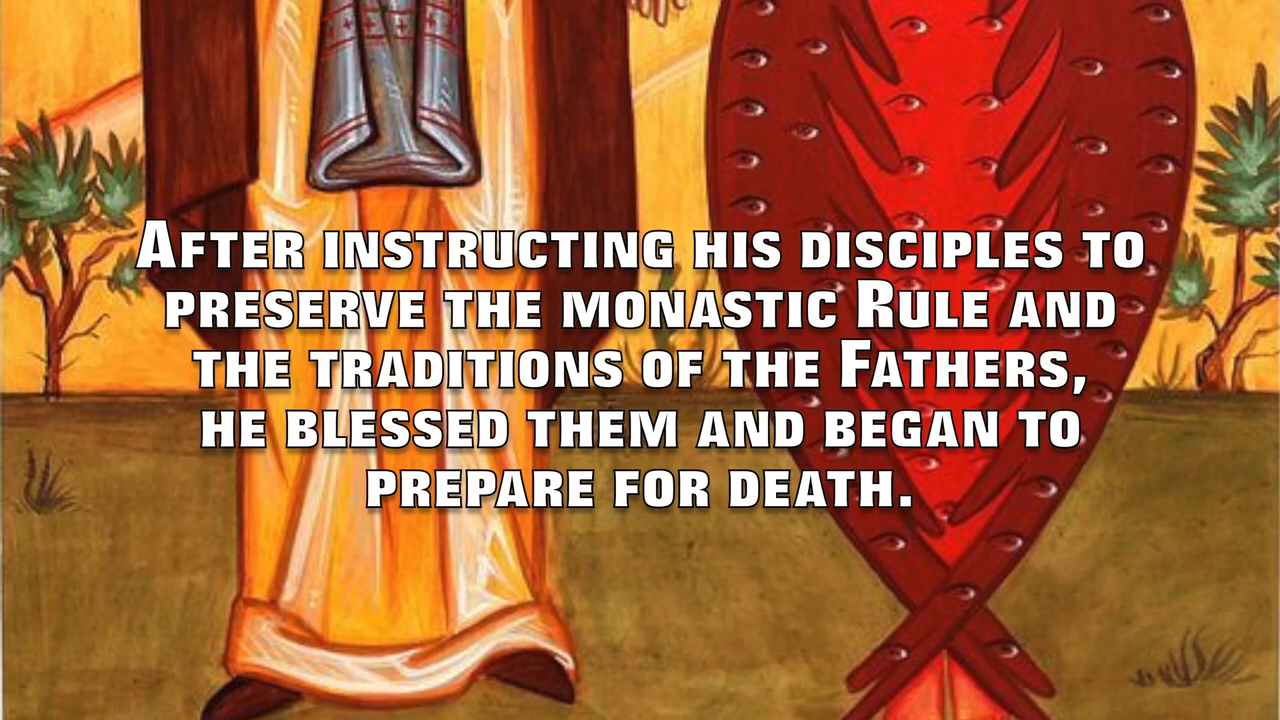 After instructing his disciples to
preserve the monastic Rule and
the traditions of the Fathers,
he blessed them and began to
prepare for death.